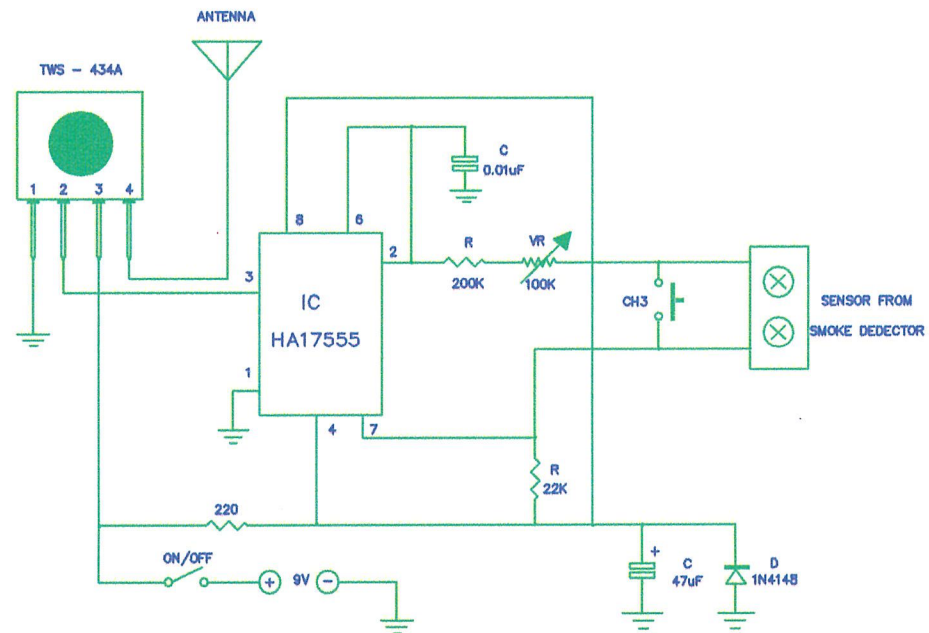 ANTENNA
TWS - 434A
1 2 3 4
C
0.01uF
8
6
2
R
200K
VR
100K
3
IC
HA17555
CH3
SENSOR FROM
SMOKE DEDECTOR
1
4
7
R
22K
220
ON/OFF
+ 9V -
+
C
47uF
D
1N4148